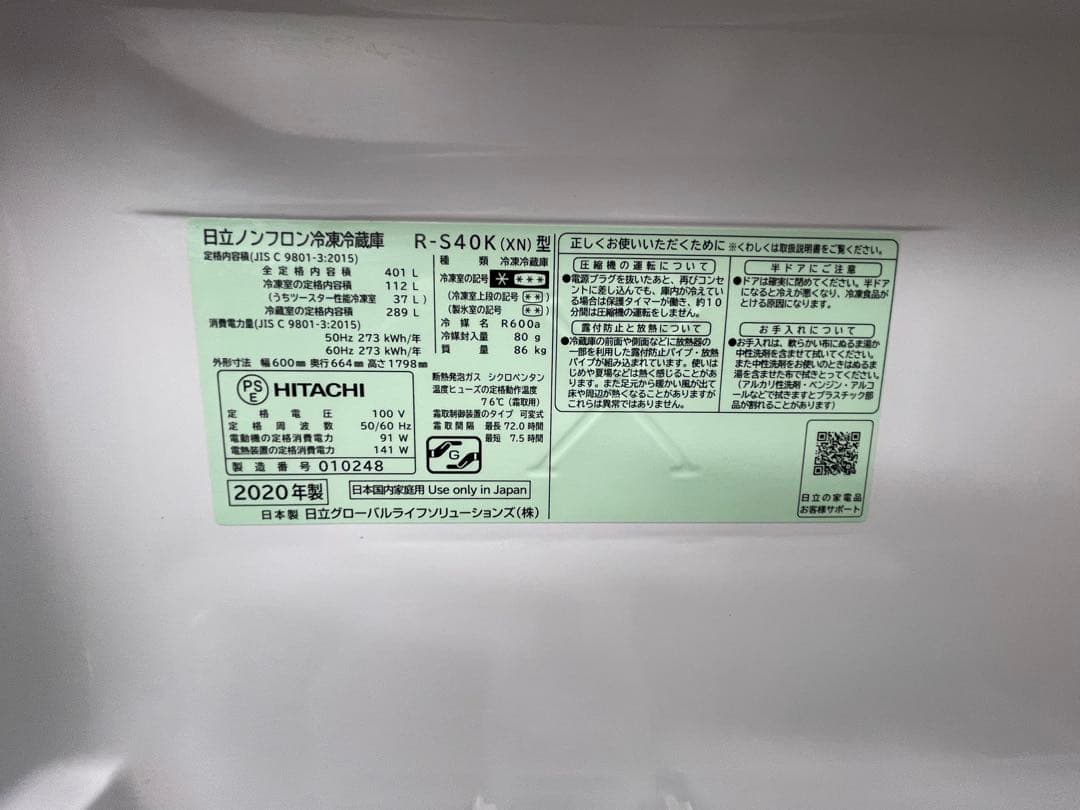 日立ノンフロン冷凍冷蔵庫 R-S40K(XN)型
定格内容積(JIS C 9801-3:2015)
全定格内容積 401 L
冷凍室の定格内容積 112 L
(うちツースター性能冷凍室 37 L)
冷蔵室の定格内容積 289 L
消費電力量(JIS C 9801-3:2015)
50Hz 273 kWh/年
60Hz 273 kWh/年
外形寸法 幅600mm 奥行664mm 高さ1798mm
種類 冷凍冷蔵庫
冷凍室の記号 * ***
(冷凍室上段の記号 **)
(製氷室の記号 **)
冷媒名 R600a
冷媒封入量 80 g
質量 86 kg
PS E HITACHI
定格電圧 100 V
定格周波数 50/60 Hz
電動機の定格消費電力 91 W
電熱装置の定格消費電力 141 W
製造番号 010248
断熱発泡ガス シクロペンタン
温度ヒューズの定格動作温度
76℃(霜取用)
霜取制御装置のタイプ 可変式
霜取間隔 最長 72.0 時間
最短 7.5 時間
G
2020年製
日本国内家庭用 Use only in Japan
日本製 日立グローバルライフソリューションズ(株)
正しくお使いいただくために ※くわしくは取扱説明書をご覧ください。
圧縮機の運転について
●電源プラグを抜いたあと、再びコンセ
ントに差し込んでも、庫内が冷えてい
る場合は保護タイマーが働き、約10
分間は圧縮機の運転をしません。
露付防止と放熱について
●冷蔵庫の前面や側面などに放熱器の
一部を利用した露付防止パイプ・放熱
パイプが組み込まれています。使いは
じめや夏場などは熱く感じることがあ
ります。また足元から暖かい風が出て
床や周辺が熱くなることがありますが
これらは異常ではありません。
半ドアにご注意
●ドアは確実に閉めてください。半ドア
になると冷えが悪くなり、冷凍食品が
とける原因になります。
お手入れについて
●お手入れは、軟らかい布にぬるま湯か
中性洗剤を含ませて拭いてください。
また中性洗剤をお使いのときはぬるま
湯を含ませた布で拭きとってください。
(アルカリ性洗剤・ベンジン・アルコ
ールなどで拭きますとプラスチック部
品が割れることがあります)
日立の家電品
お客様サポート